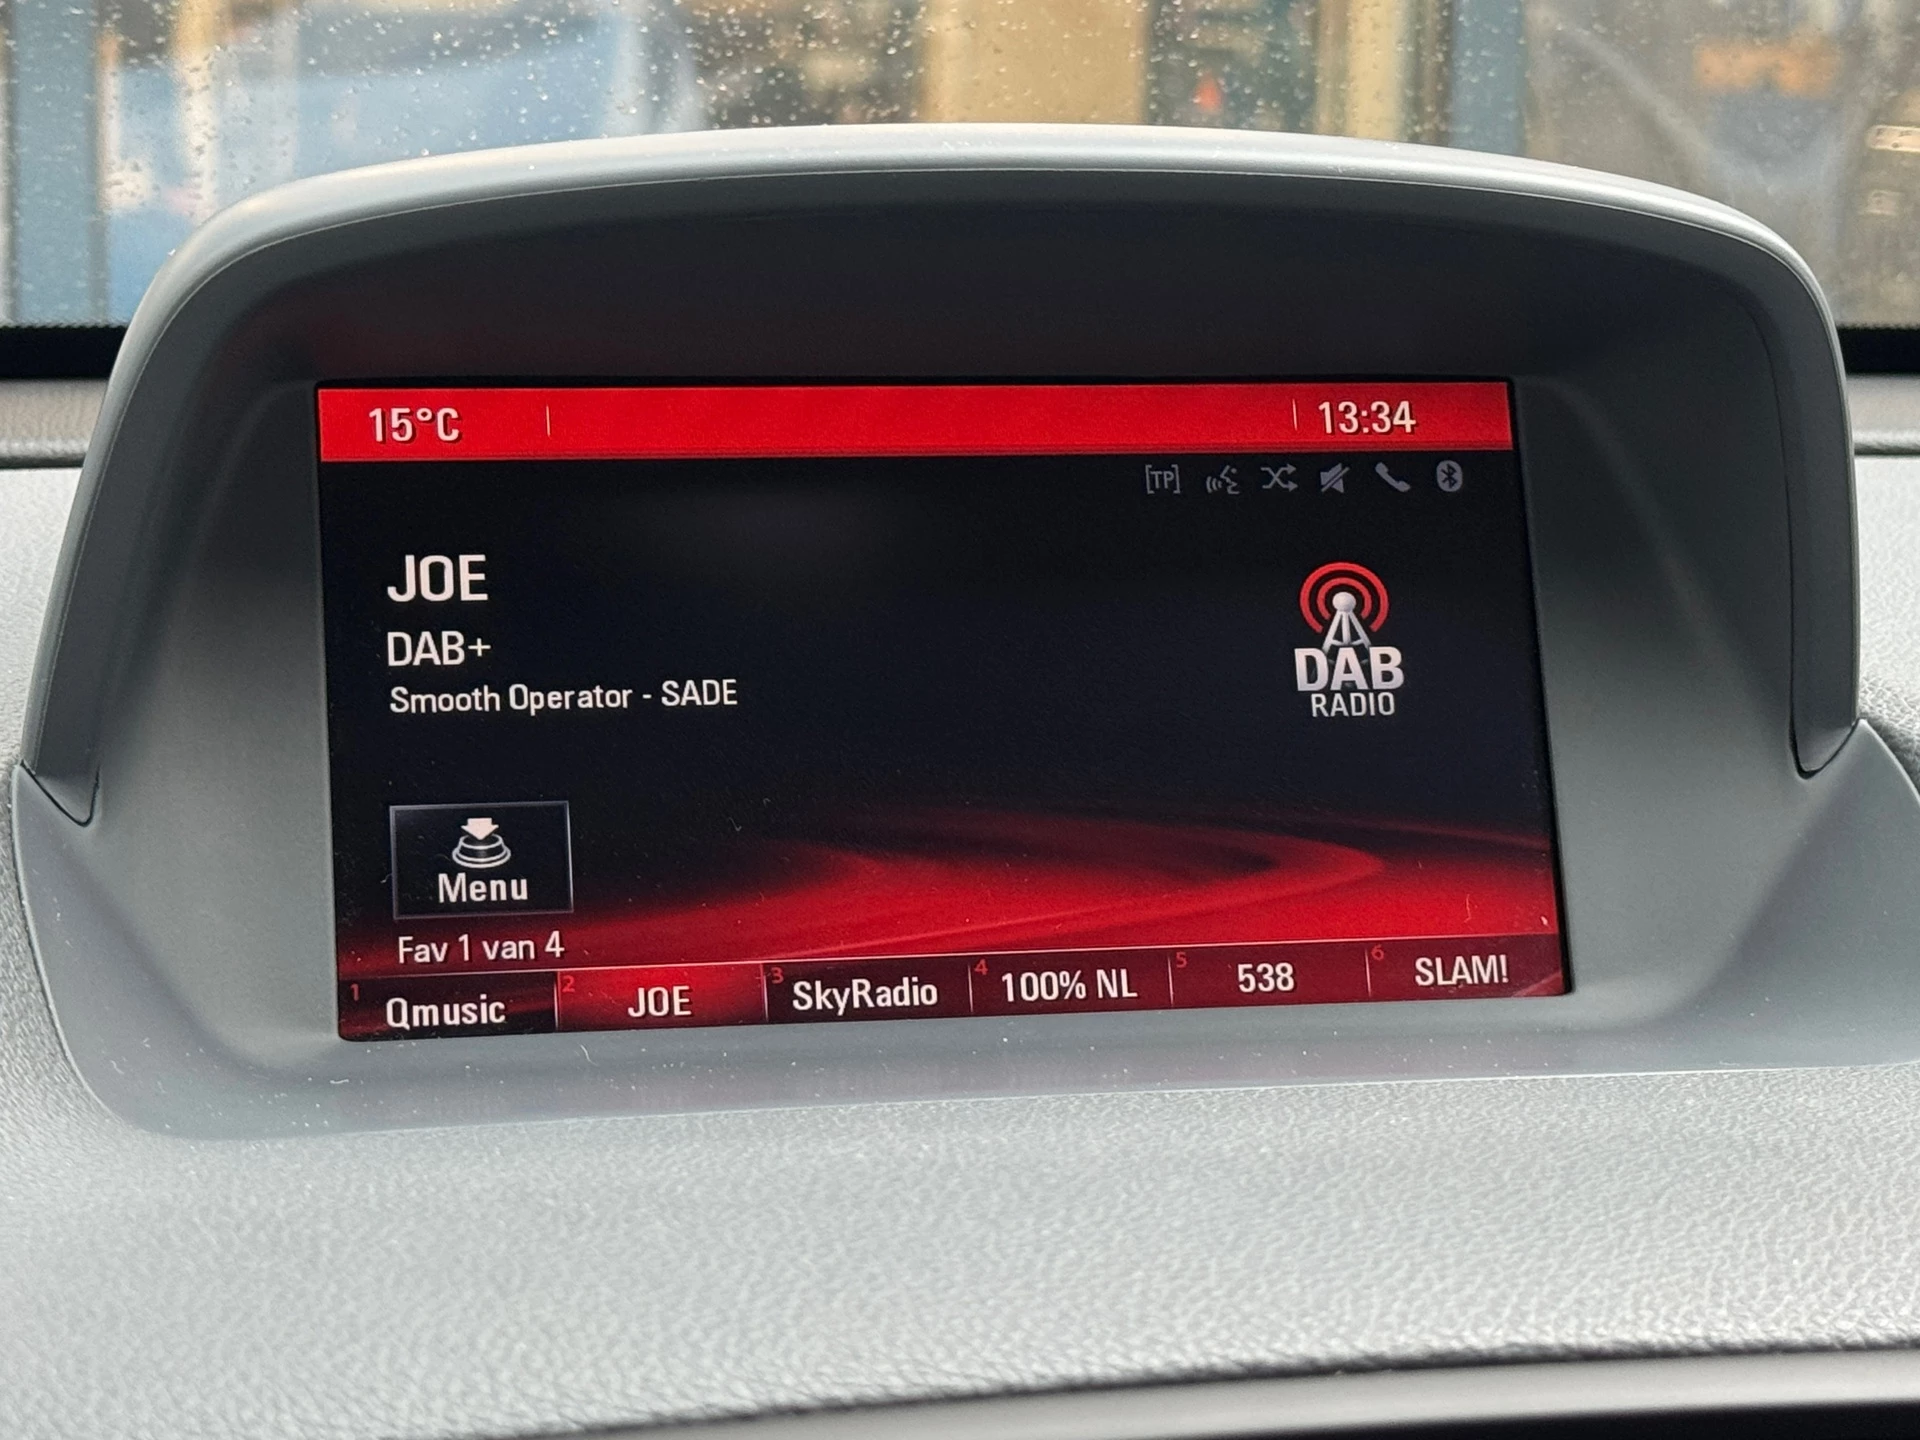 15°C
13:34
[TP]
JOE
DAB+
Smooth Operator - SADE
DAB
RADIO
Menu
Fav 1 van 4
1 Qmusic 2 JOE 3 SkyRadio 4 100% NL 5 538 6 SLAM!